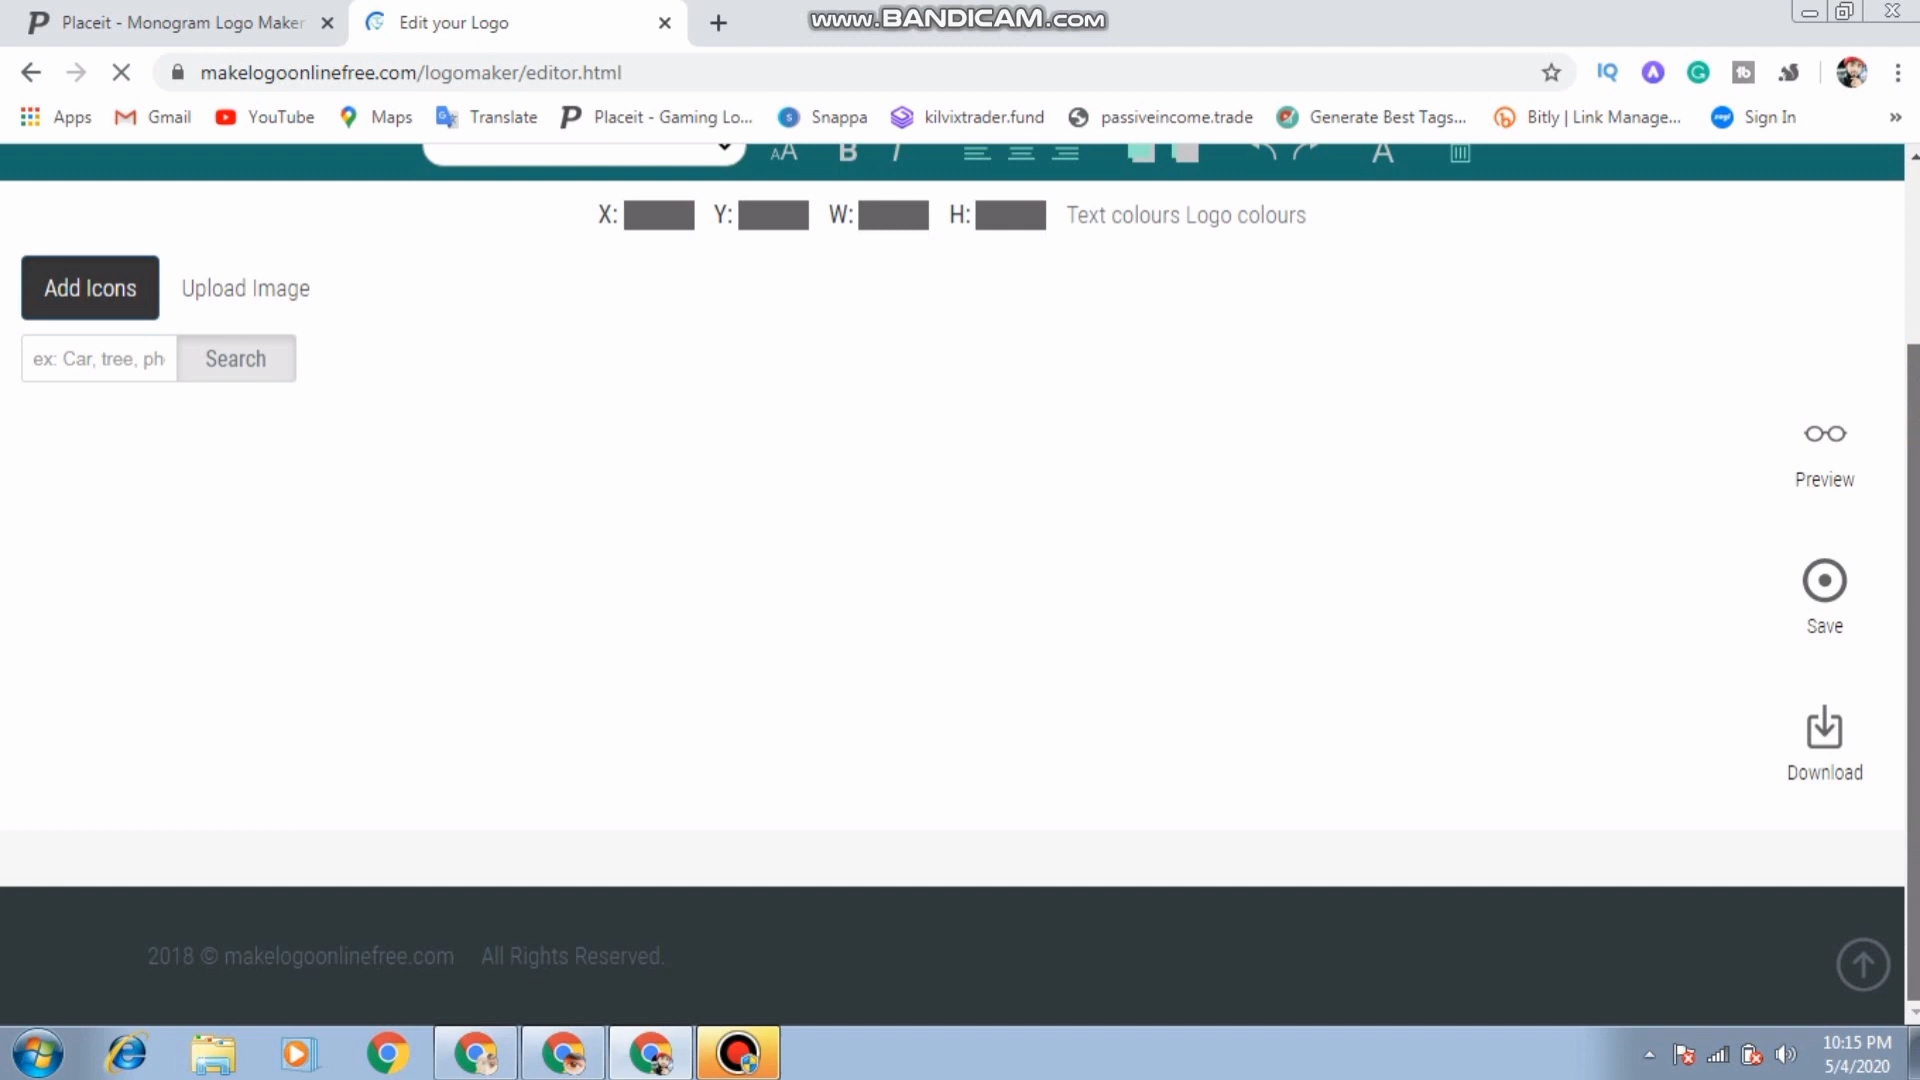 Placeit - Monogram Logo Maker
Edit your Logo
www.BANDICAM.com
makelogoonlinefree.com/logomaker/editor.html
Apps Gmail YouTube Maps Translate Placeit - Gaming Lo... Snappa kilvixtrader.fund passiveincome.trade Generate Best Tags... Bitly | Link Manage... Sign In
X: Y: W: H: Text colours Logo colours
Add Icons Upload Image
ex: Car, tree, ph Search
Preview
Save
Download
2018 © makelogoonlinefree.com All Rights Reserved.
10:15 PM
5/4/2020